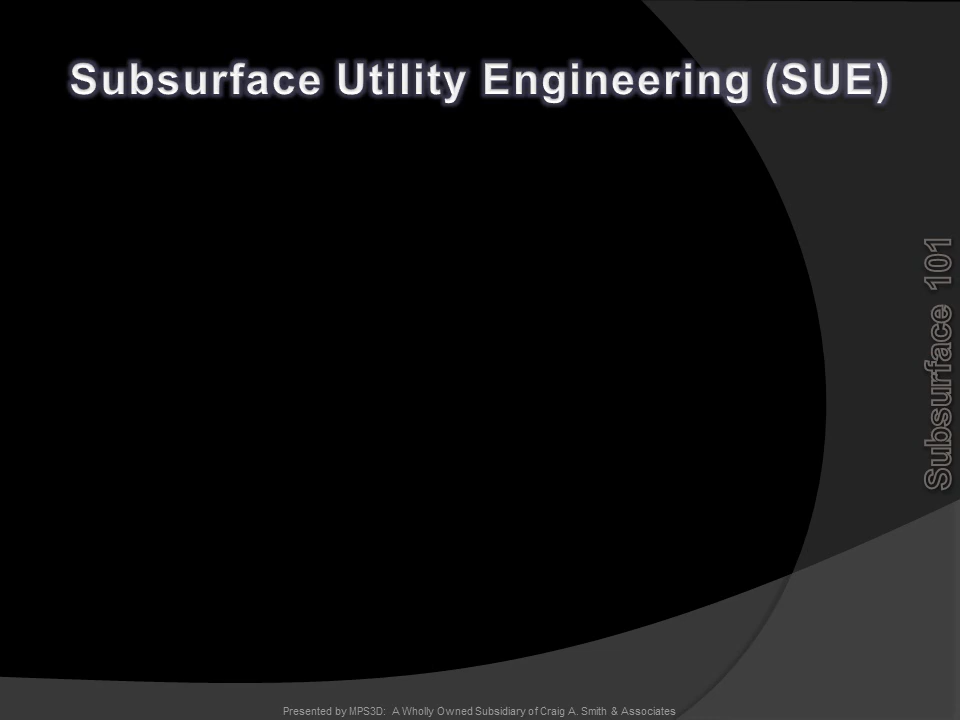 Subsurface Utility Engineering (SUE)
Subsurface 101
Presented by MPS3D: A Wholly Owned Subsidiary of Craig A. Smith & Associates